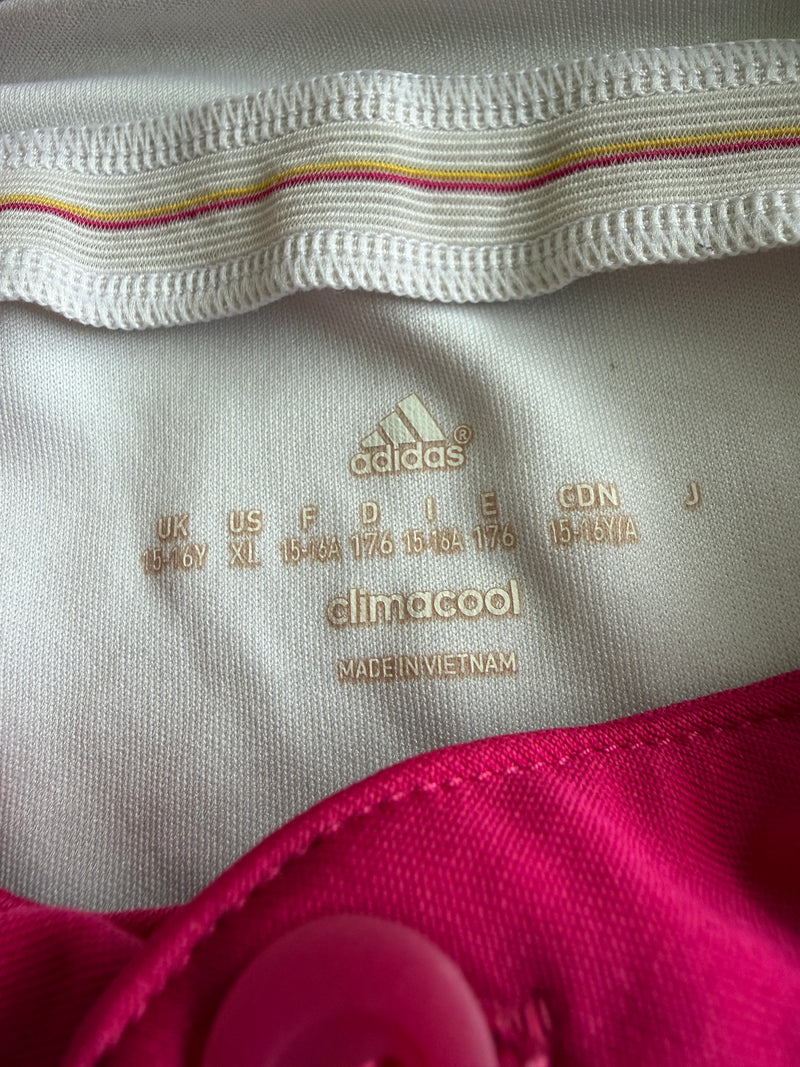 adidas®
UK US F D I E CDN J
15-16Y XL 15-16A 176 15-16A 176 15-16Y/A
climacool
MADE IN VIETNAM